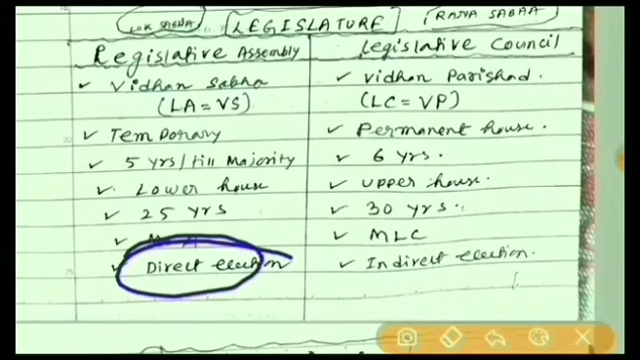 LOK SABHA
LEGISLATURE
RAJYA SABAA
Legislative Assembly
Legislative Council
✓ Vidhan Sabha
✓ Vidhan Parishad.
(LA = VS)
(LC = VP)
✓ Temporary
✓ Permanent house.
✓ 5 yrs/till Majority
✓ 6 yrs.
✓ Lower house
✓ upper house.
✓ 25 yrs
✓ 30 yrs.
✓ MLC
✓ Direct election
✓ Indirect election.